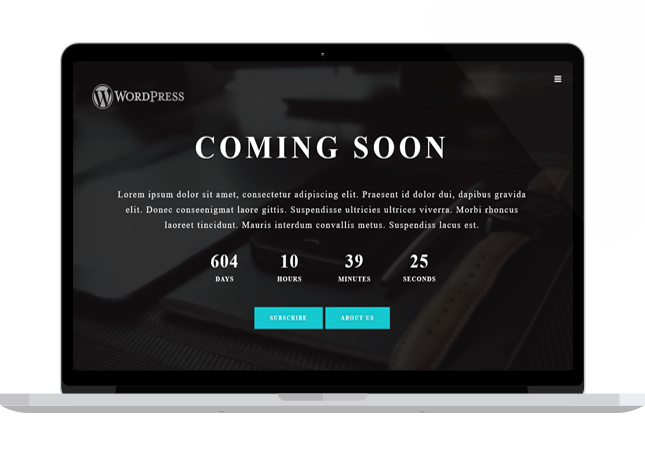 WORDPRESS
COMING SOON
Lorem ipsum dolor sit amet, consectetur adipiscing elit. Praesent id dolor dui, dapibus gravida
elit. Donec conseenigmat laore gittis. Suspendisse ultricies ultrices viverra. Morbi rhoncus
laoreet tincidunt. Mauris interdum convallis metus. Suspendiss lacus est.
604 10 39 25
DAYS HOURS MINUTES SECONDS
SUBSCRIBE ABOUT US